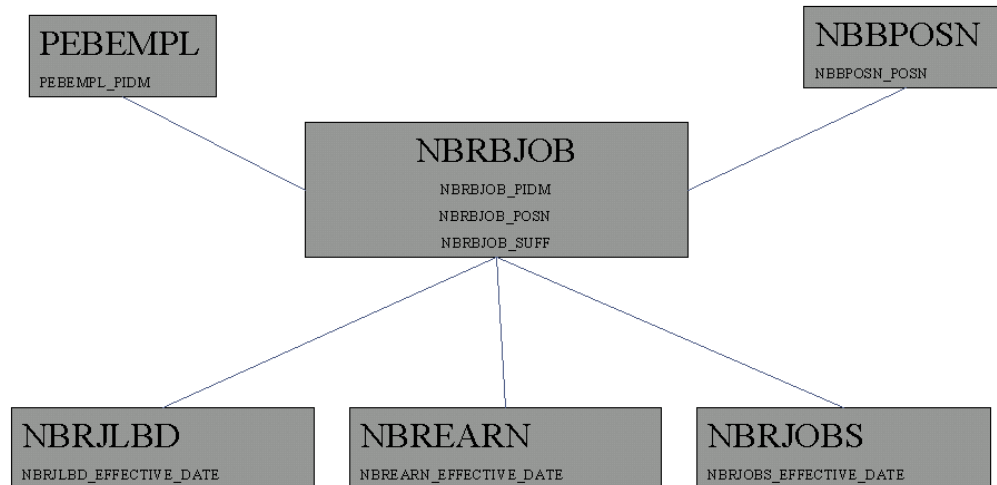 PEBEMPL
PEBEMPL_PIDM
NBBPOSN
NBBPOSN_POSN
NBRBJOB
NBRBJOB_PIDM
NBRBJOB_POSN
NBRBJOB_SUFF
NBRJLBD
NBRJLBD_EFFECTIVE_DATE
NBREARN
NBREARN_EFFECTIVE_DATE
NBRJOBS
NBRJOBS_EFFECTIVE_DATE